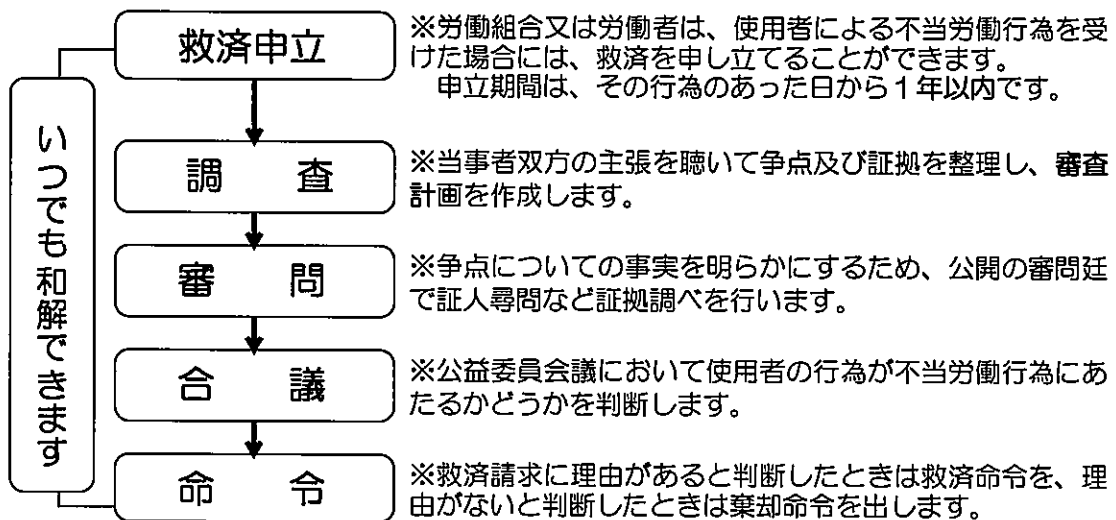 救済申立
※労働組合又は労働者は、使用者による不当労働行為を受
けた場合には、救済を申し立てることができます。
申立期間は、その行為のあった日から1年以内です。
いつでも和解できます
調　　査
※当事者双方の主張を聴いて争点及び証拠を整理し、審査
計画を作成します。
審　　問
※争点についての事実を明らかにするため、公開の審問廷
で証人尋問など証拠調べを行います。
合　　議
※公益委員会議において使用者の行為が不当労働行為にあ
たるかどうかを判断します。
命　　令
※救済請求に理由があると判断したときは救済命令を、理
由がないと判断したときは棄却命令を出します。